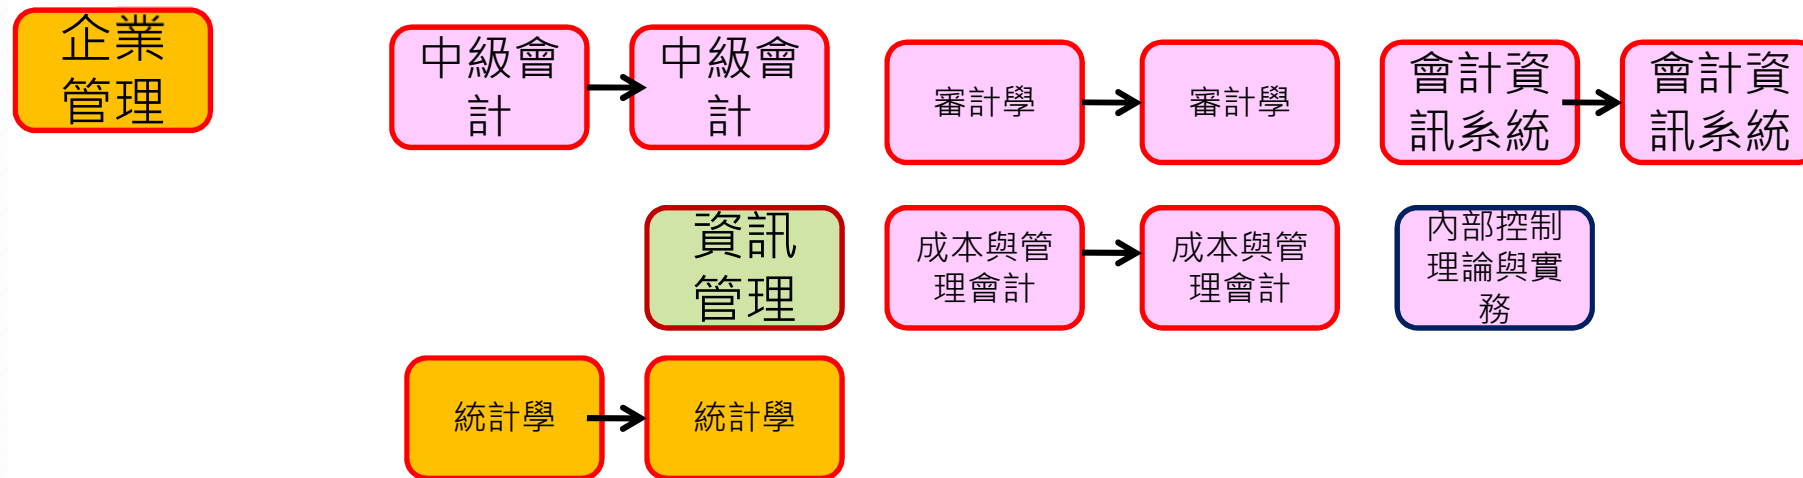 企業
管理
中級會
計
中級會
計
審計學
審計學
會計資
訊系統
會計資
訊系統
資訊
管理
成本與管
理會計
成本與管
理會計
內部控制
理論與實
務
統計學
統計學